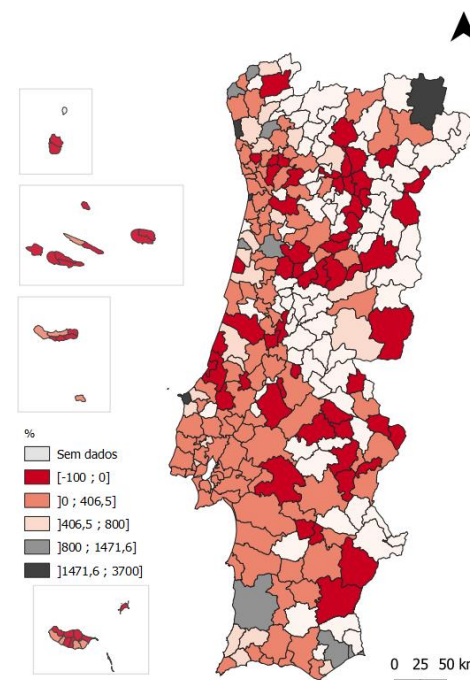 %
Sem dados
[-100 ; 0]
]0 ; 406,5]
]406,5 ; 800]
]800 ; 1471,6]
]1471,6 ; 3700]
0 25 50 km